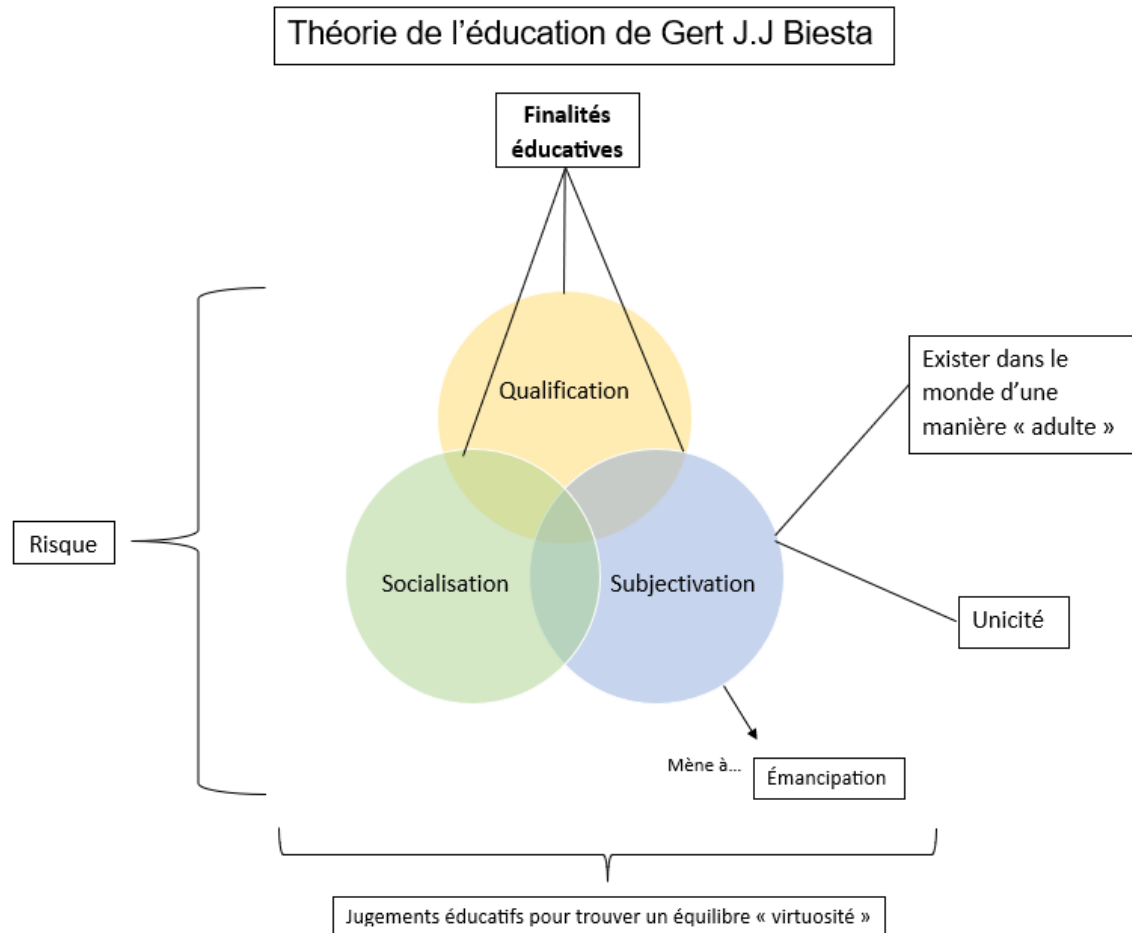 Théorie de l'éducation de Gert J.J Biesta
Finalités
éducatives
Qualification
Exister dans le
monde d'une
manière « adulte »
Risque
Socialisation
Subjectivation
Unicité
Mène à...
Émancipation
Jugements éducatifs pour trouver un équilibre « virtuosité »